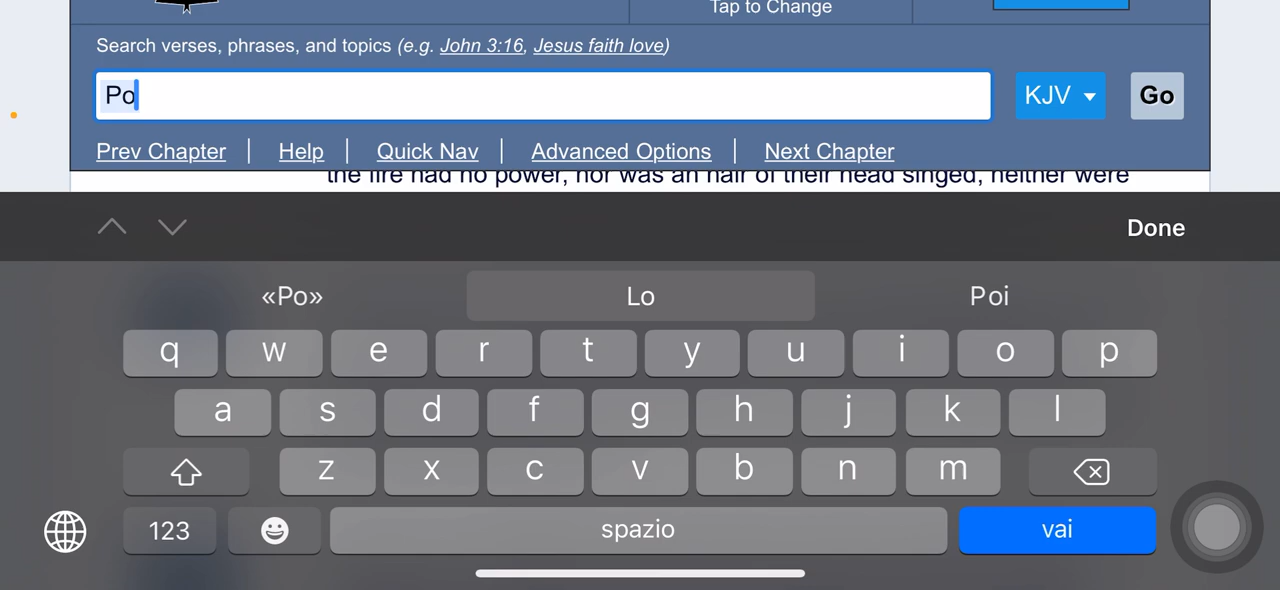 Tap to Change
Search verses, phrases, and topics (e.g. John 3:16, Jesus faith love)
Po
KJV
Go
Prev Chapter | Help | Quick Nav | Advanced Options | Next Chapter
the fire had no power, nor was an hair of their head singed, neither were
Done
«Po» Lo Poi
q w e r t y u i o p
a s d f g h j k l
z x c v b n m
123 spazio vai